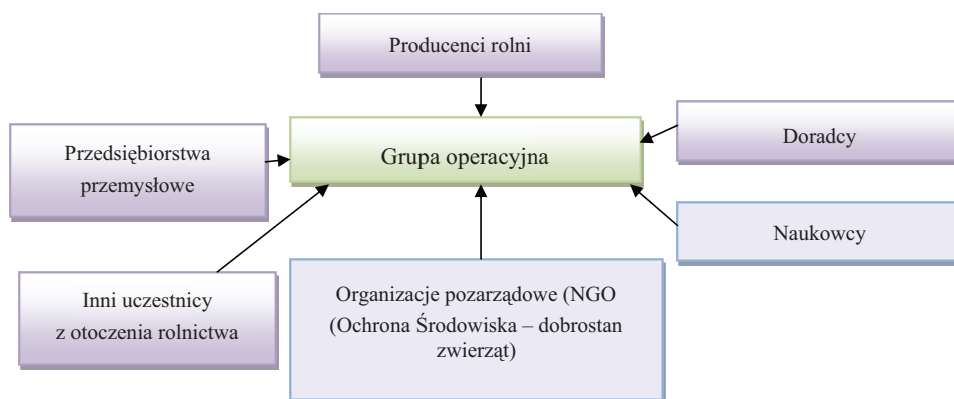 Producenci rolni
Przedsiębiorstwa
przemysłowe
Grupa operacyjna
Doradcy
Naukowcy
Inni uczestnicy
z otoczenia rolnictwa
Organizacje pozarządowe (NGO
(Ochrona Środowiska – dobrostan
zwierząt)